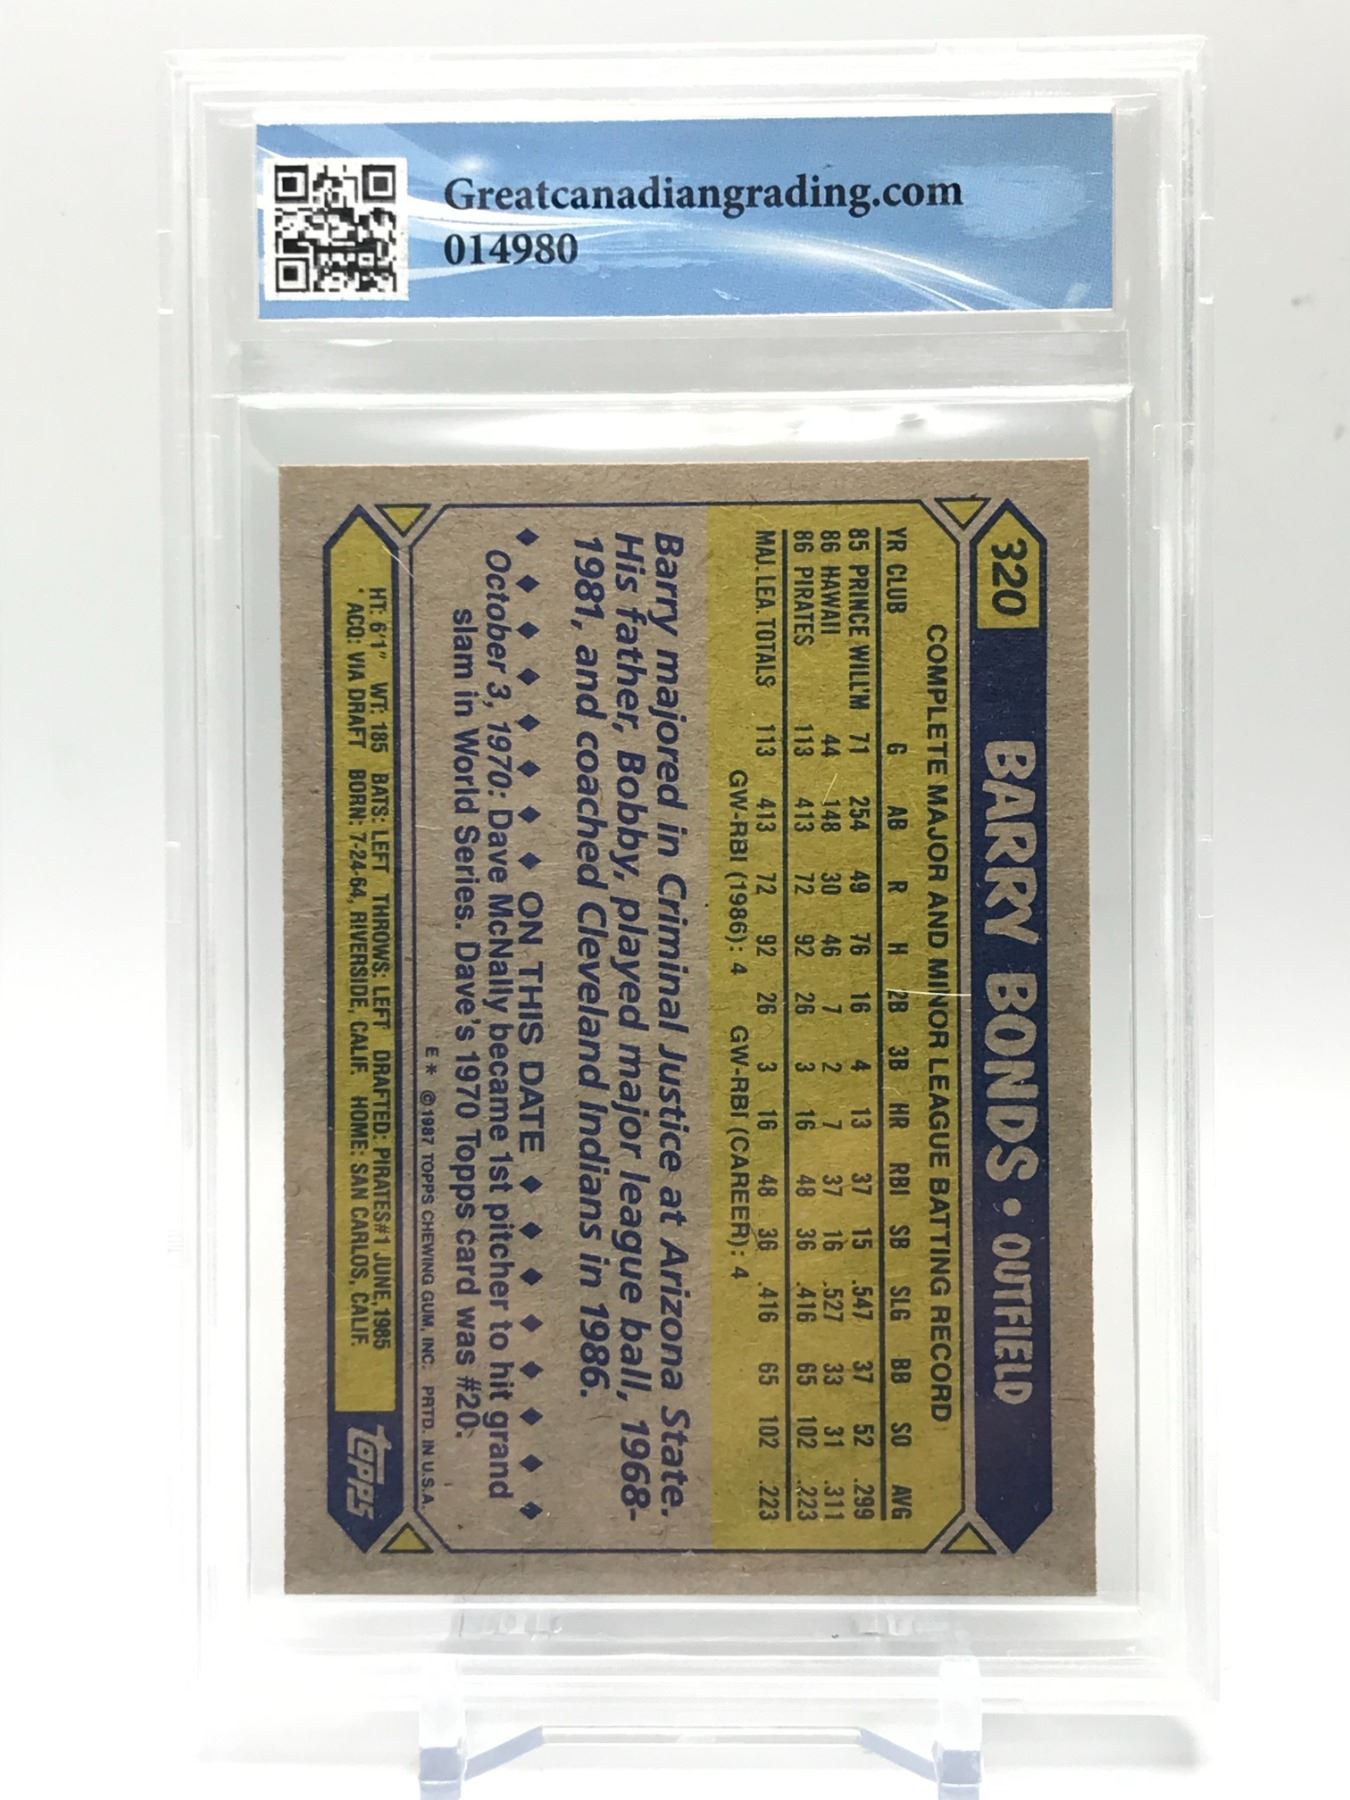 Greatcanadiangrading.com
014980
320 BARRY BONDS • OUTFIELD
COMPLETE MAJOR AND MINOR LEAGUE BATTING RECORD
YR CLUB G AB R H 2B 3B HR RBI SB SLG BB SO AVG
85 PRINCE WILL'M 71 254 49 76 16 4 13 37 15 .547 37 52 .299
86 HAWAII 44 148 30 46 7 2 7 37 16 .527 33 31 .311
86 PIRATES 113 413 72 92 26 3 16 48 36 .416 65 102 .223
MAJ. LEA. TOTALS 113 413 72 92 26 3 16 48 36 .416 65 102 .223
GW-RBI (1986): 4 GW-RBI (CAREER): 4
Barry majored in Criminal Justice at Arizona State.
His father, Bobby, played major league ball, 1968-
1981, and coached Cleveland Indians in 1986.
♦ ♦ ♦ ♦ ♦ ♦ ♦ ♦ ON THIS DATE ♦ ♦ ♦ ♦ ♦ ♦ ♦ ♦
October 3, 1970: Dave McNally became 1st pitcher to hit grand
slam in World Series. Dave's 1970 Topps card was #20.
E * ©1987 TOPPS CHEWING GUM, INC. PRTD. IN U.S.A.
HT: 6'1" WT: 185 BATS: LEFT THROWS: LEFT DRAFTED: PIRATES#1 JUNE, 1985
ACQ: VIA DRAFT BORN: 7-24-64, RIVERSIDE, CALIF. HOME: SAN CARLOS, CALIF.
topps